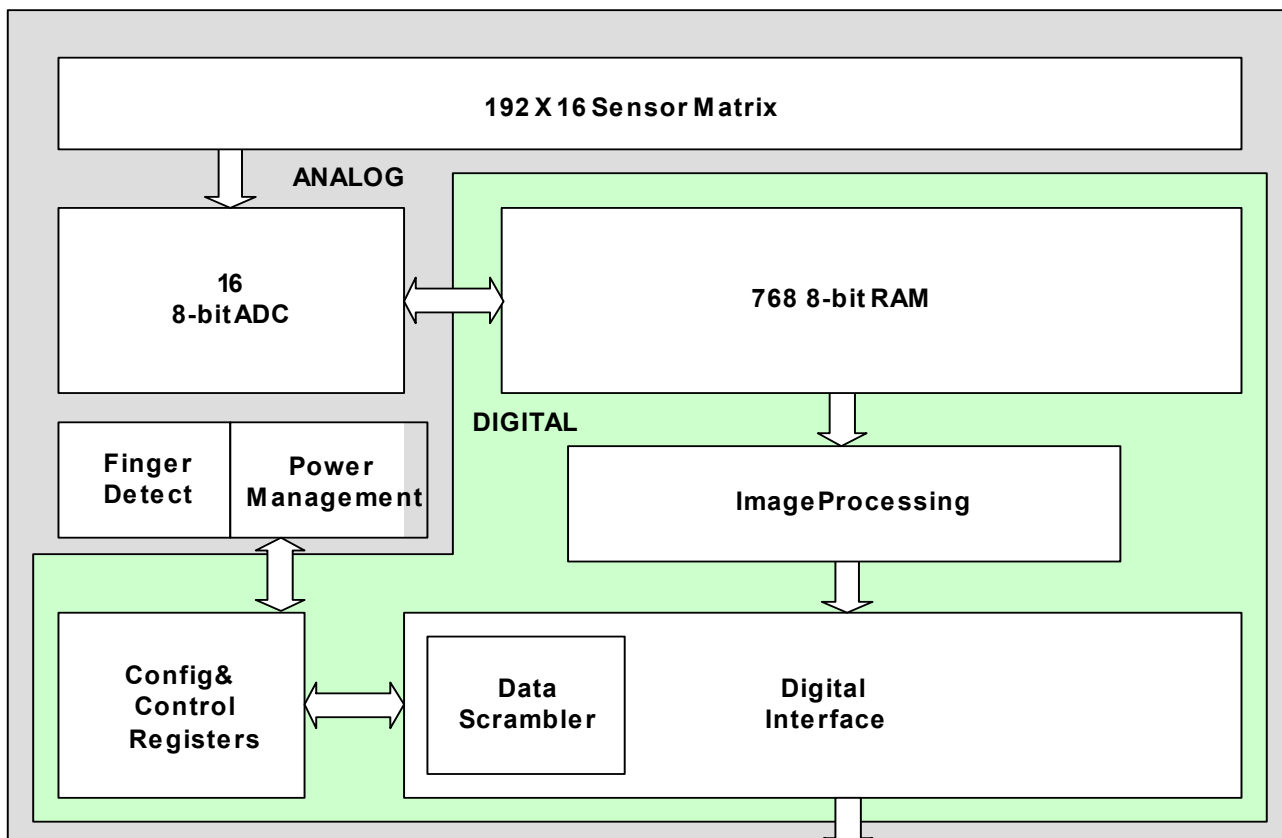 192 X 16 Sensor Matrix
ANALOG
16
8-bit ADC
768 8-bit RAM
DIGITAL
Finger
Detect
Power
Management
Image Processing
Config &
Control
Registers
Data
Scrambler
Digital
Interface